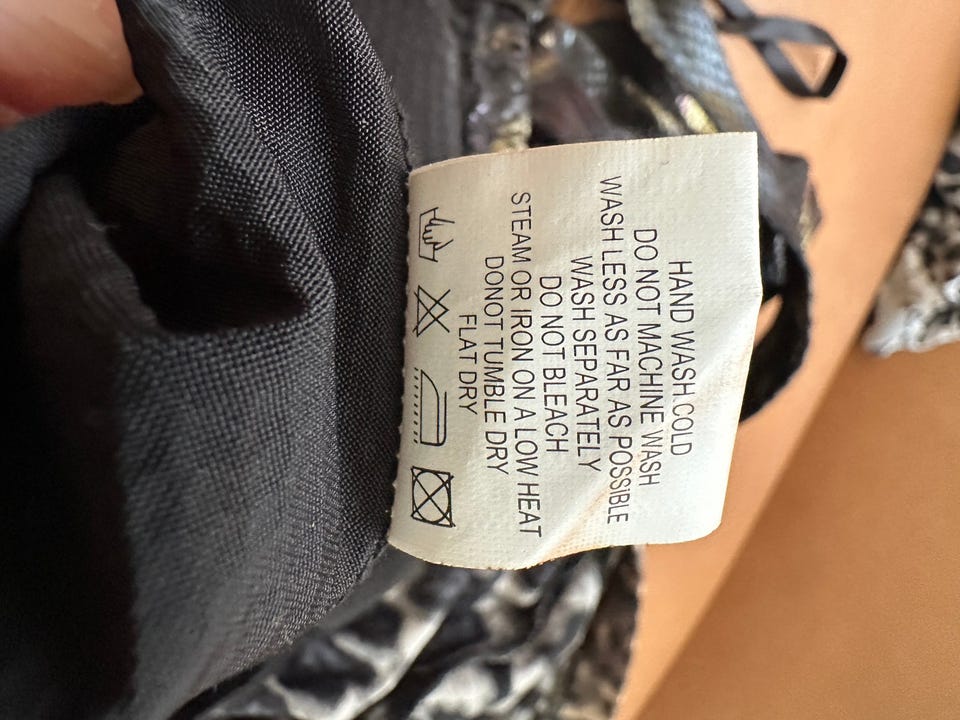 HAND WASH COLD
DO NOT MACHINE WASH
WASH LESS AS FAR AS POSSIBLE
WASH SEPARATELY
DO NOT BLEACH
STEAM OR IRON ON A LOW HEAT
DONOT TUMBLE DRY
FLAT DRY